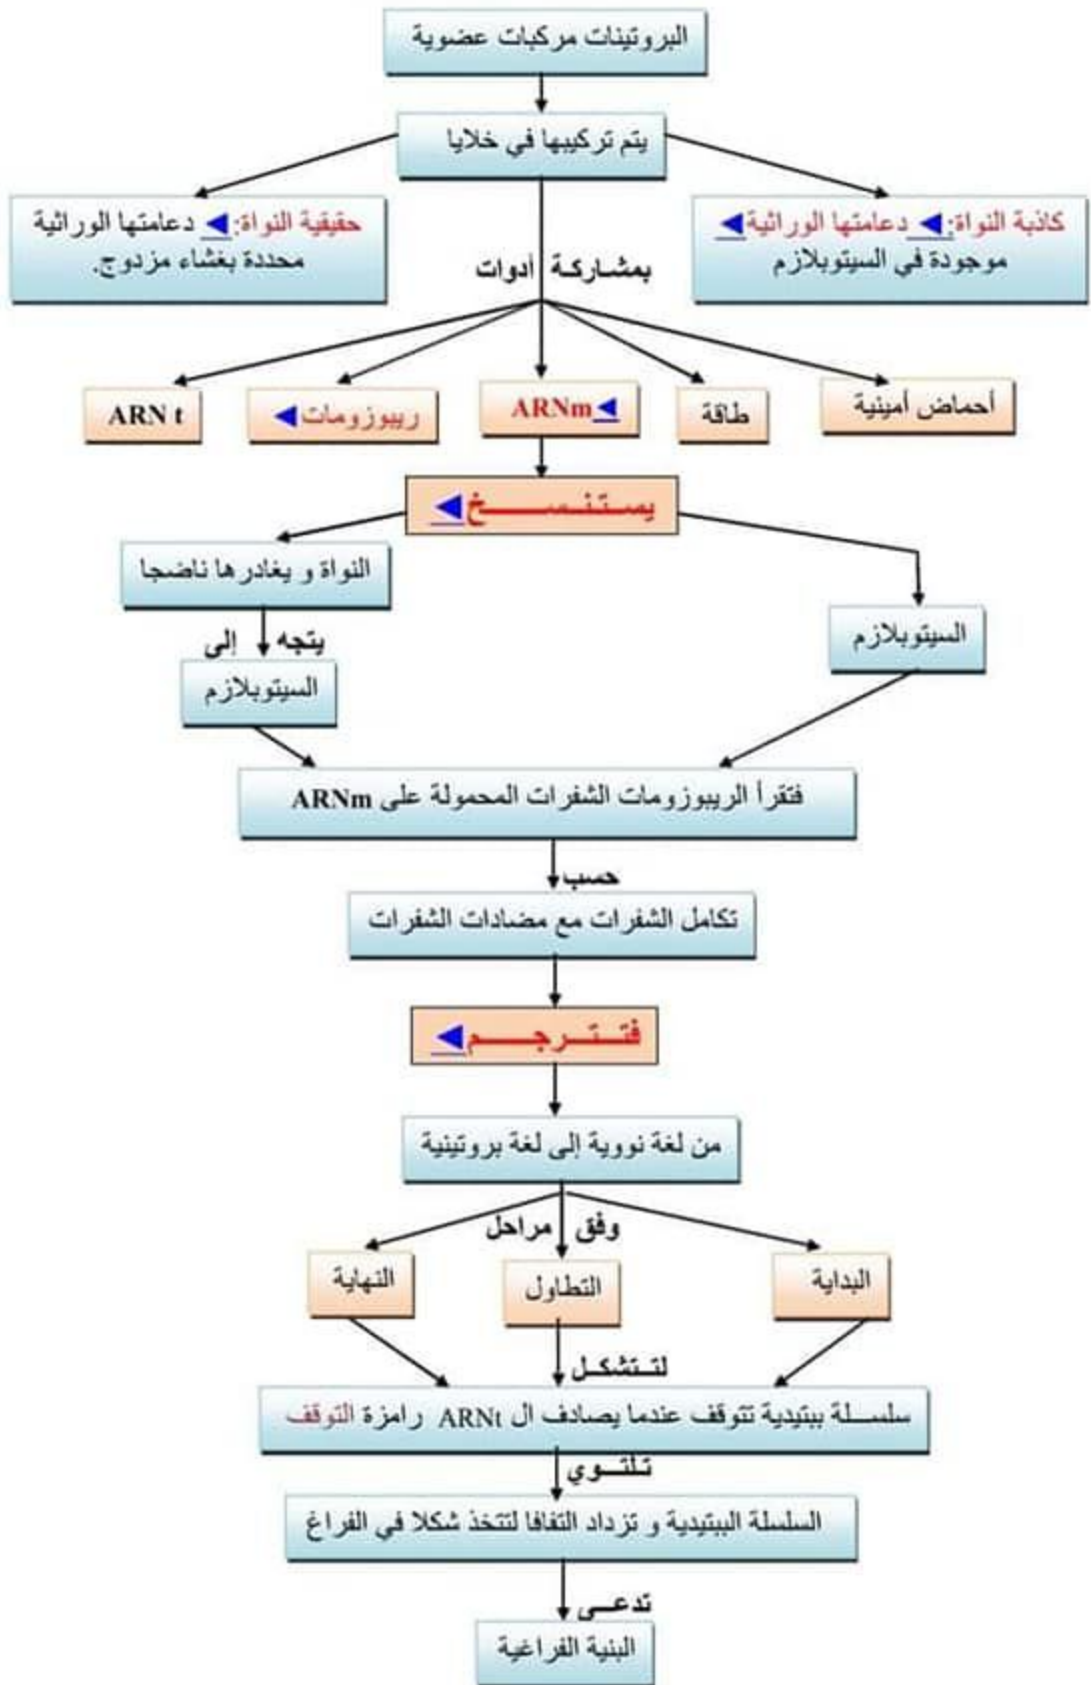 البروتينات مركبات عضوية
يتم تركيبها في خلايا
كاذبة النواة: دعامتها الوراثية
موجودة في السيتوبلازم
حقيقية النواة: دعامتها الوراثية
محددة بغشاء مزدوج.
بمشاركة أدوات
أحماض أمينية
طاقة
ARNm
ريبوزومات
ARN t
يستنسخ
النواة و يغادرها ناضجا
السيتوبلازم
يتجه إلى
السيتوبلازم
فتقرأ الريبوزومات الشفرات المحمولة على ARNm
حسب
تكامل الشفرات مع مضادات الشفرات
فتترجم
من لغة نووية إلى لغة بروتينية
وفق مراحل
البداية
التطاول
النهاية
لتتشكل
سلسلة ببتيدية تتوقف عندما يصادف ال ARNt رامزة التوقف
تلتوي
السلسلة الببتيدية و تزداد التفافا لتتخذ شكلا في الفراغ
تدعى
البنية الفراغية